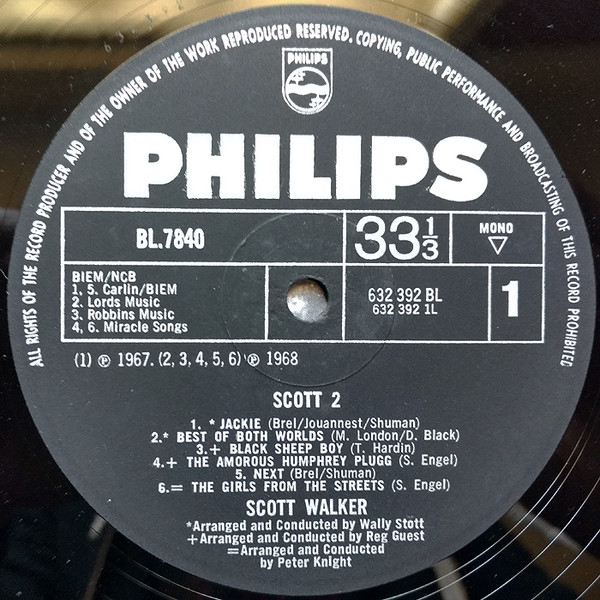 ALL RIGHTS OF THE RECORD PRODUCER AND OF THE OWNER OF THE WORK REPRODUCED RESERVED. COPYING, PUBLIC PERFORMANCE AND BROADCASTING OF THIS RECORD PROHIBITED
PHILIPS
PHILIPS
BL.7840
33 1/3
MONO
BIEM/NCB
1, 5. Carlin/BIEM
2. Lords Music
3. Robbins Music
4, 6. Miracle Songs
632 392 BL
632 392 1L
1
(1) ℗ 1967. (2, 3, 4, 5, 6) ℗ 1968
SCOTT 2
1. * JACKIE (Brel/Jouannest/Shuman)
2.* BEST OF BOTH WORLDS (M. London/D. Black)
3.+ BLACK SHEEP BOY (T. Hardin)
4.+ THE AMOROUS HUMPHREY PLUGG (S. Engel)
5. NEXT (Brel/Shuman)
6.= THE GIRLS FROM THE STREETS (S. Engel)
SCOTT WALKER
*Arranged and Conducted by Wally Stott
+Arranged and Conducted by Reg Guest
=Arranged and Conducted
by Peter Knight